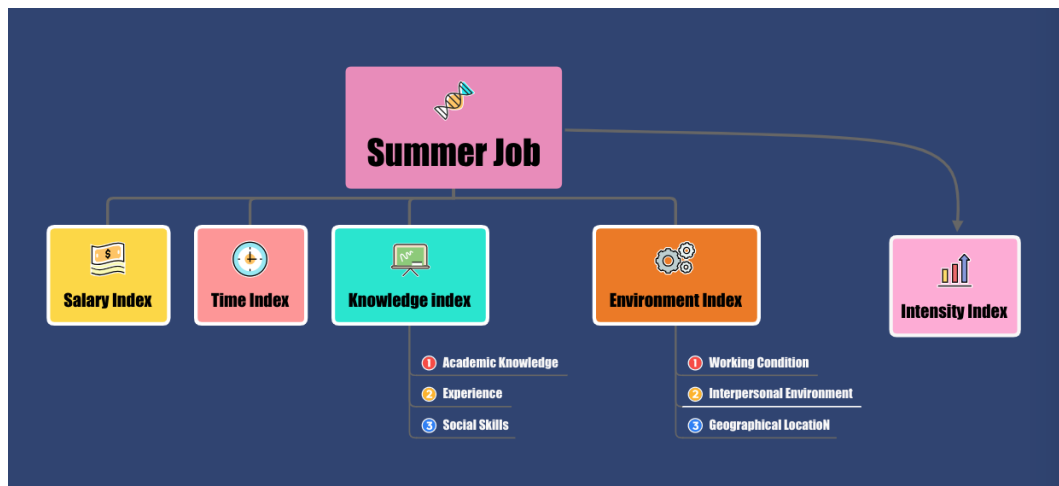 Summer Job
$
Salary Index
Time Index
Knowledge index
Environment Index
Intensity Index
1 Academic Knowledge
2 Experience
3 Social Skills
1 Working Condition
2 Interpersonal Environment
3 Geographical LocatioN